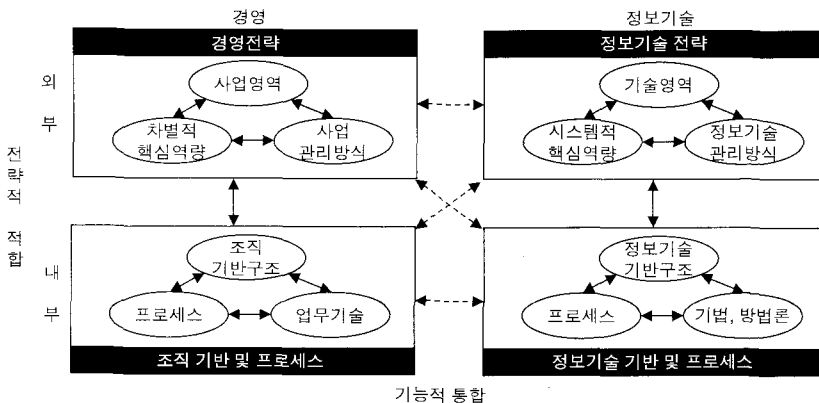 경영
정보기술
경영전략
정보기술 전략
외
부
사업영역
차별적
핵심역량
사업
관리방식
기술영역
시스템적
핵심역량
정보기술
관리방식
전
략
적
적
합
내
부
조직
기반구조
프로세스
업무기술
정보기술
기반구조
프로세스
기법, 방법론
조직 기반 및 프로세스
정보기술 기반 및 프로세스
기능적 통합